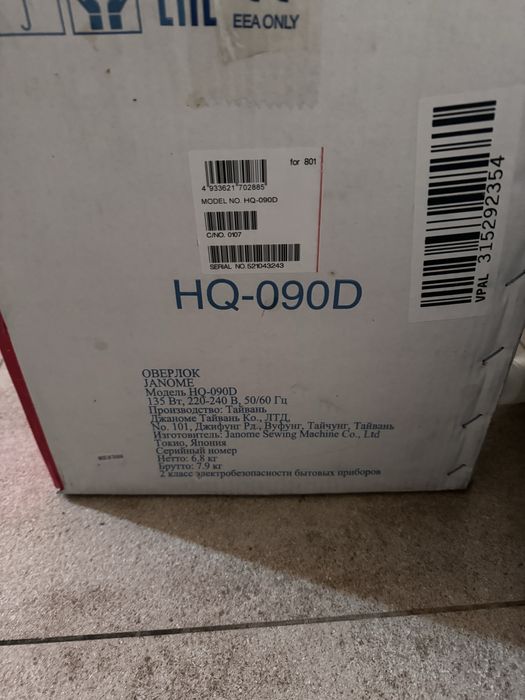 EAC
EEA ONLY
for 801
4 933621 702885
MODEL NO. HQ-090D
C/NO. 0107
SERIAL NO.521043243
VPAL 315292354
HQ-090D
ОВЕРЛОК
JANOME
Модель HQ-090D
135 Вт, 220-240 В, 50/60 Гц
Производство: Тайвань
Джаноме Тайвань Ко., ЛТД,
No. 101, Джифунг Рд., Вуфунг, Тайчунг, Тайвань
Изготовитель: Janome Sewing Machine Co., Ltd
Токио, Япония
Серийный номер
Нетто: 6,8 кг
Брутто: 7,9 кг
2 класс электробезопасности бытовых приборов